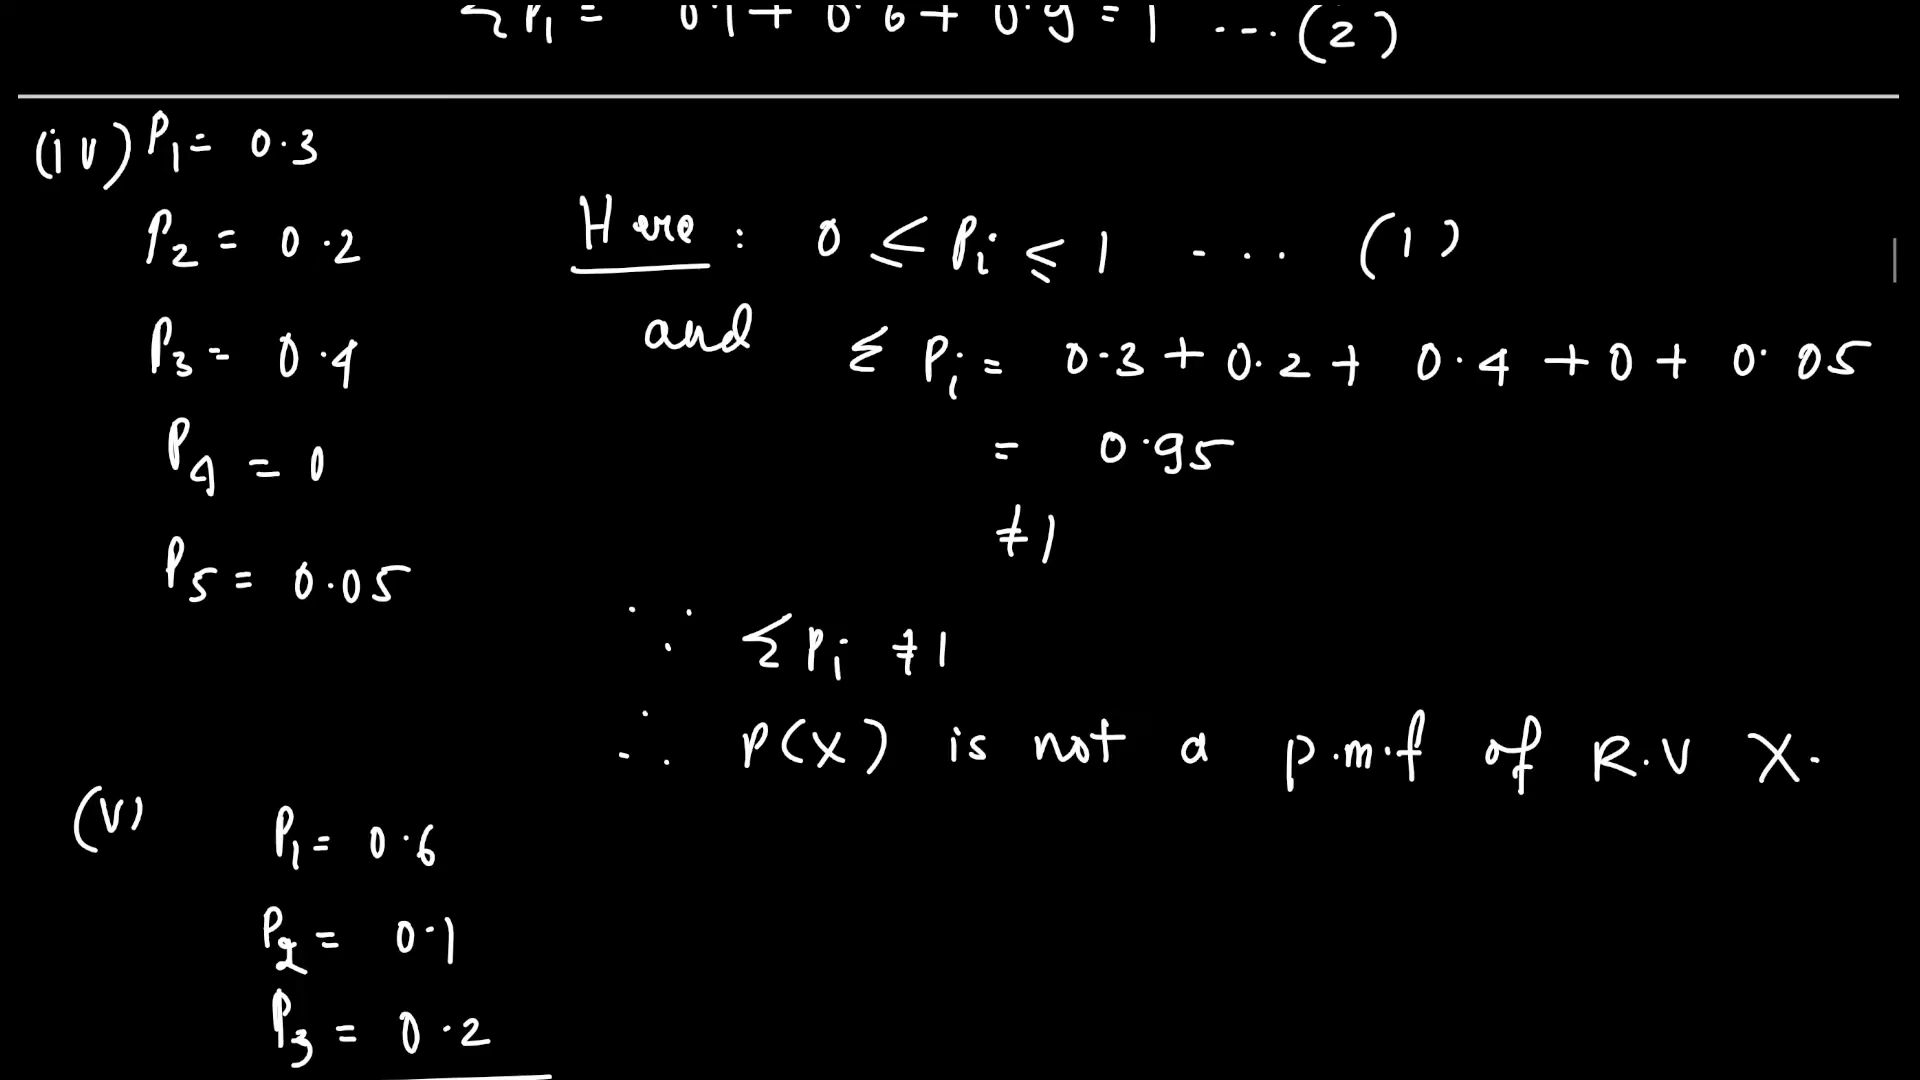 ΣPi = 0.1 + 0.6 + 0.9 = 1 ...(2)
(iv) P1 = 0.3
P2 = 0.2
Here : 0 ≤ Pi ≤ 1 .... (1)
P3 = 0.4
and ΣPi = 0.3 + 0.2 + 0.4 + 0 + 0.05
P4 = 0
= 0.95
≠ 1
P5 = 0.05
∵ ΣPi ≠ 1
∴ P(X) is not a p.m.f of R.V X.
(v) P1 = 0.6
P2 = 0.1
P3 = 0.2